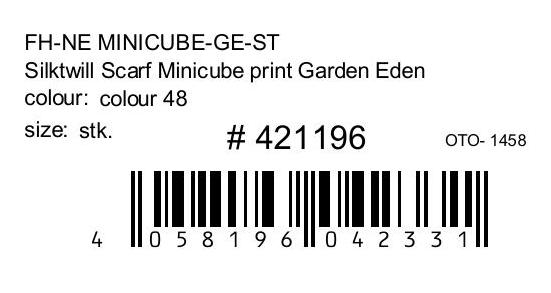 FH-NE MINICUBE-GE-ST
Silktwill Scarf Minicube print Garden Eden
colour: colour 48
size: stk.
# 421196
OTO- 1458
4 058196 042331